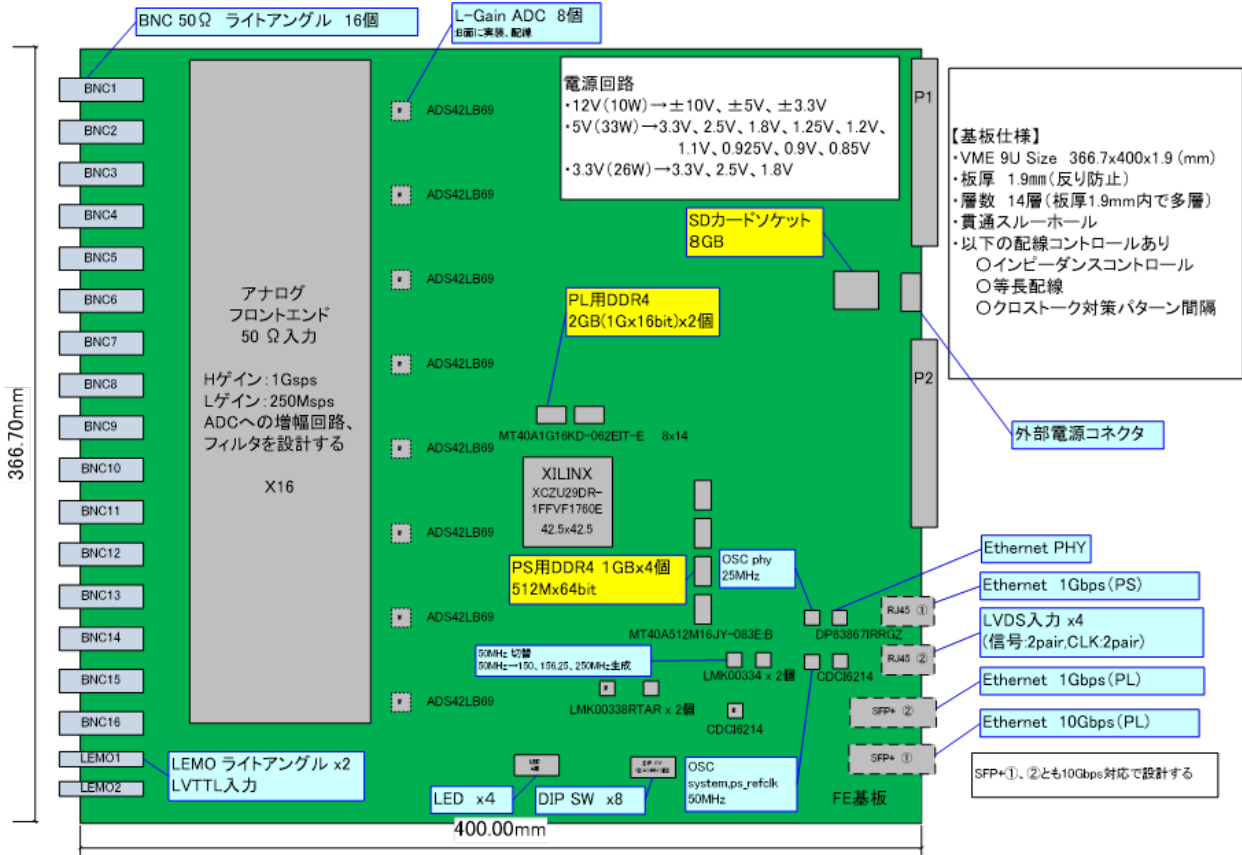 BNC 50Ω ライトアングル 16個
L-Gain ADC 8個
B面に実装、配線
BNC1
BNC2
BNC3
BNC4
BNC5
BNC6
BNC7
BNC8
BNC9
BNC10
BNC11
BNC12
BNC13
BNC14
BNC15
BNC16
LEMO1
LEMO2
366.70mm
400.00mm
アナログ
フロントエンド
50 Ω入力
Hゲイン:1Gsps
Lゲイン:250Msps
ADCへの増幅回路、
フィルタを設計する
X16
ADS42LB69
ADS42LB69
ADS42LB69
ADS42LB69
ADS42LB69
ADS42LB69
ADS42LB69
ADS42LB69
電源回路
・12V(10W)→±10V、±5V、±3.3V
・5V(33W)→3.3V、2.5V、1.8V、1.25V、1.2V、
1.1V、0.925V、0.9V、0.85V
・3.3V(26W)→3.3V、2.5V、1.8V
P1
P2
【基板仕様】
・VME 9U Size 366.7x400x1.9 (mm)
・板厚 1.9mm(反り防止)
・層数 14層(板厚1.9mm内で多層)
・貫通スルーホール
・以下の配線コントロールあり
○インピーダンスコントロール
○等長配線
○クロストーク対策パターン間隔
SDカードソケット
8GB
PL用DDR4
2GB(1Gx16bit)x2個
MT40A1G16KD-062EIT-E 8x14
外部電源コネクタ
XILINX
XCZU29DR-
1FFVF1760E
42.5x42.5
PS用DDR4 1GBx4個
512Mx64bit
MT40A512M16JY-083E:B
OSC phy
25MHz
Ethernet PHY
DP83867IRRGZ
Ethernet 1Gbps(PS)
RJ45 ①
LVDS入力 x4
(信号:2pair,CLK:2pair)
RJ45 ②
Ethernet 1Gbps(PL)
SFP+ ②
Ethernet 10Gbps(PL)
SFP+ ①
SFP+①、②とも10Gbps対応で設計する
50MHz 切替
50MHz→150、156.25、250MHz生成
LMK00334 x 2個
CDCI6214
LMK00338RTAR x 2個
CDCI6214
OSC
system,ps_refclk
50MHz
FE基板
LEMO ライトアングル x2
LVTTL入力
LED x4
DIP SW x8